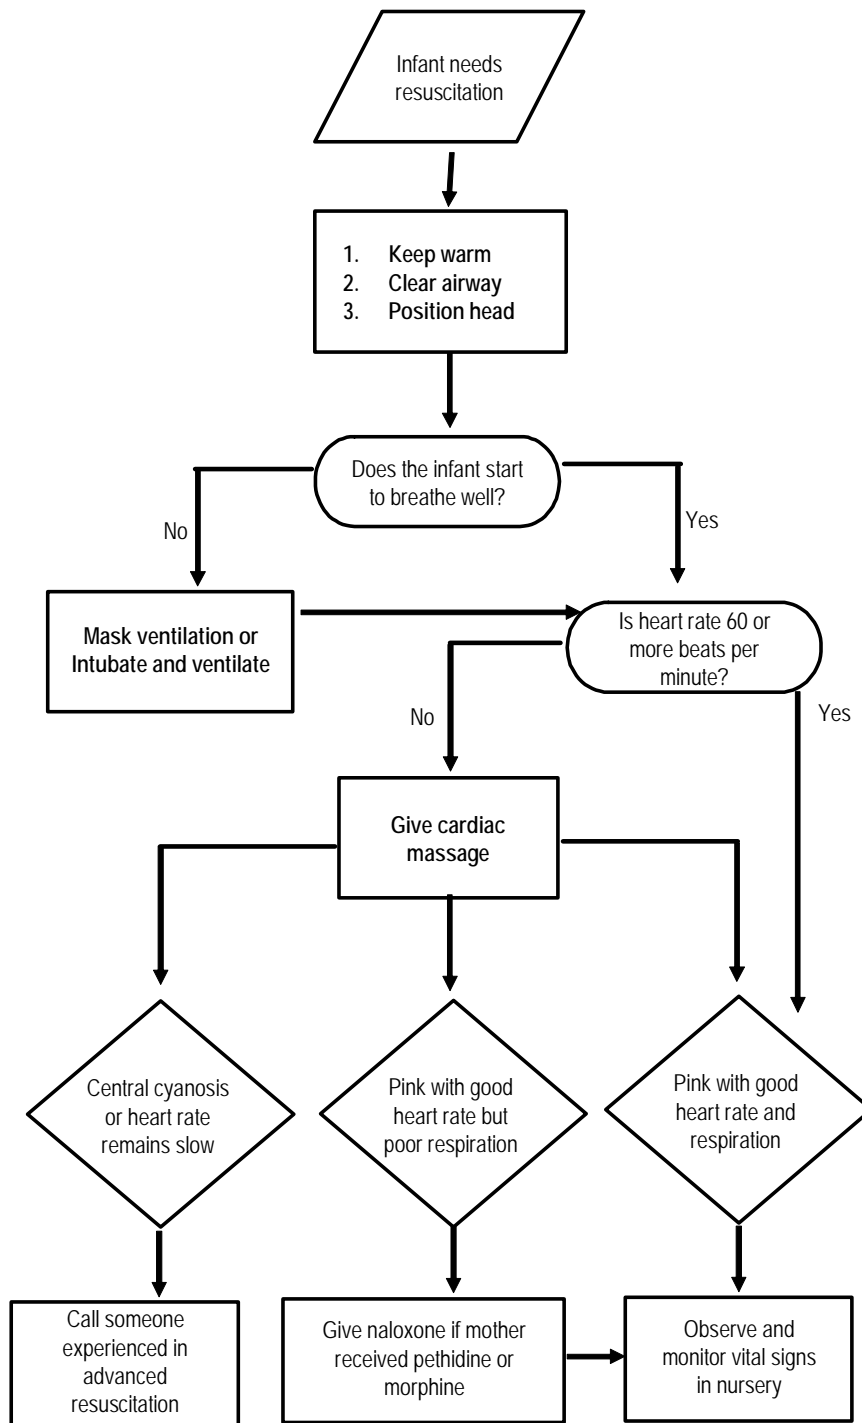 Infant needs
resuscitation
1. Keep warm
2. Clear airway
3. Position head
Does the infant start
to breathe well?
No
Yes
Mask ventilation or
Intubate and ventilate
Is heart rate 60 or
more beats per
minute?
No
Yes
Give cardiac
massage
Central cyanosis
or heart rate
remains slow
Pink with good
heart rate but
poor respiration
Pink with good
heart rate and
respiration
Call someone
experienced in
advanced
resuscitation
Give naloxone if mother
received pethidine or
morphine
Observe and
monitor vital signs
in nursery